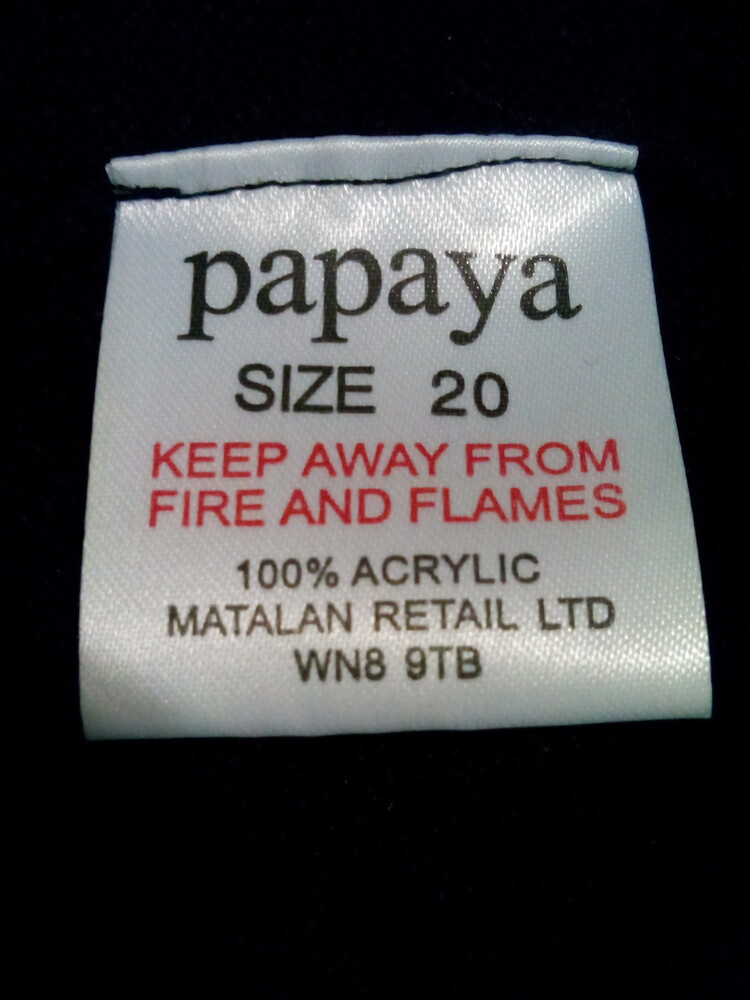 papaya
SIZE 20
KEEP AWAY FROM
FIRE AND FLAMES
100% ACRYLIC
MATALAN RETAIL LTD
WN8 9TB